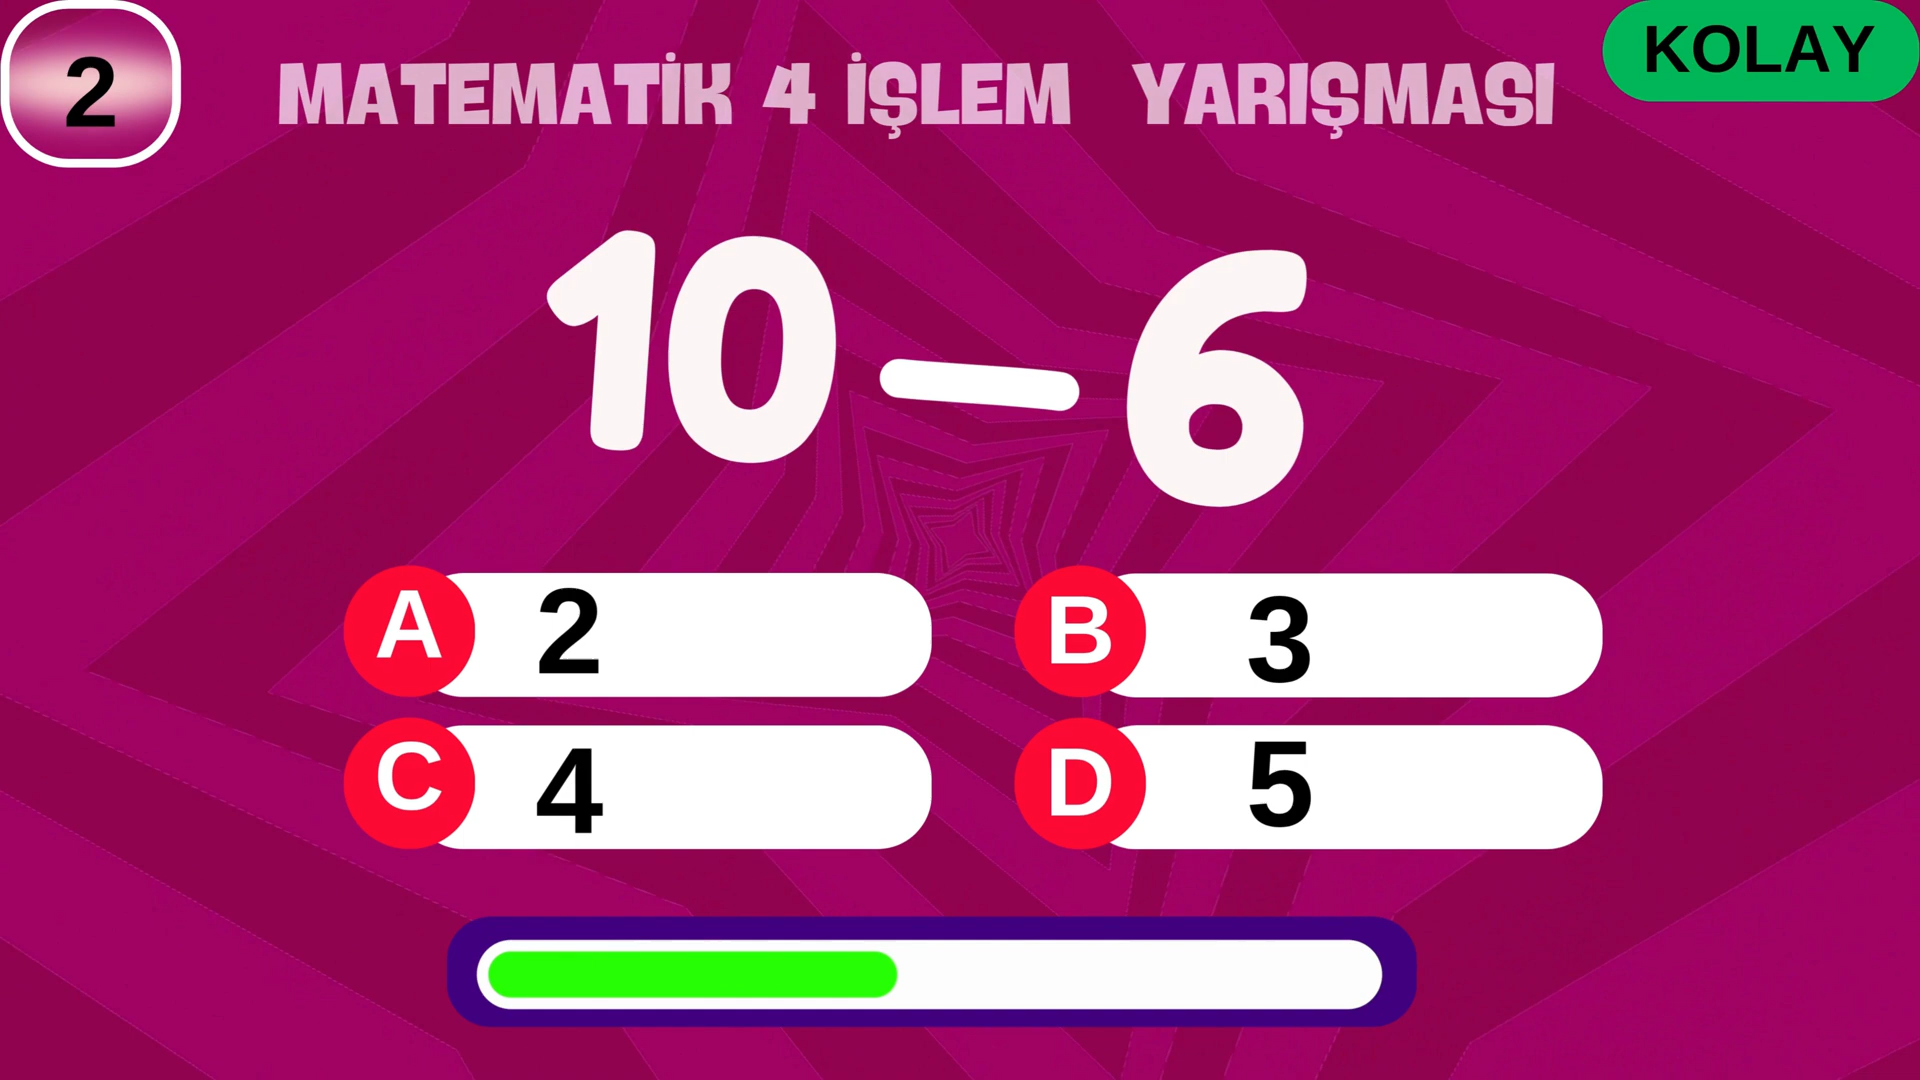 2
MATEMATİK 4 İŞLEM YARIŞMASI
KOLAY
10 - 6
A 2
B 3
C 4
D 5